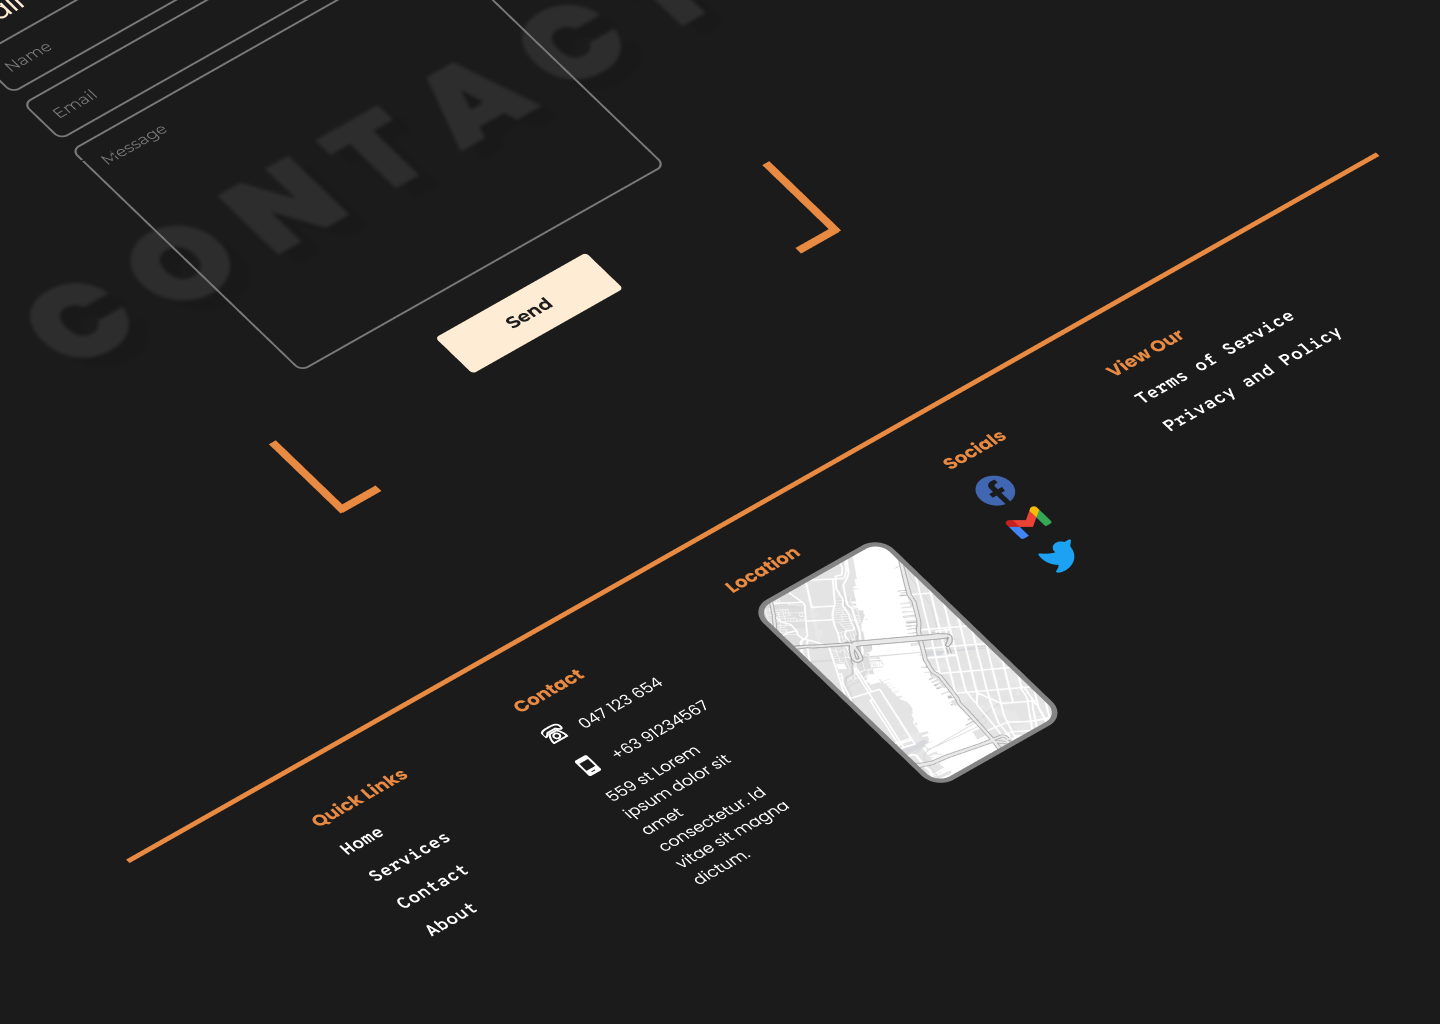 Name
Email
Message
CONTACT
Send
Quick Links
Home
Services
Contact
About
Contact
047 123 654
+63 91234567
559 st Lorem
ipsum dolor sit
amet
consectetur. Id
vitae sit magna
dictum.
Location
Socials
View Our
Terms of Service
Privacy and Policy